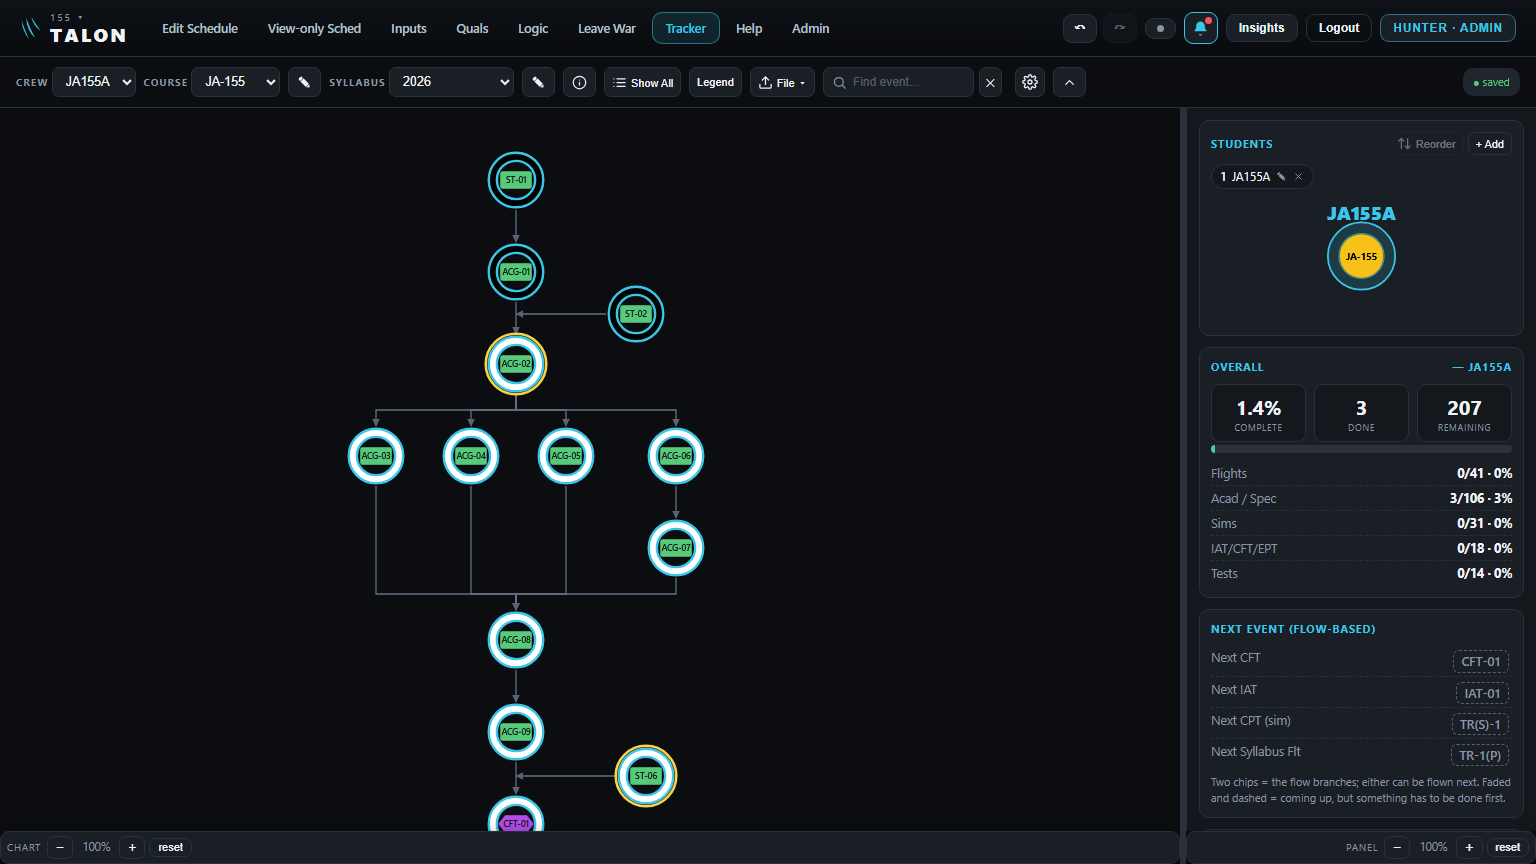 155
TALON
Edit Schedule
View-only Sched
Inputs
Quals
Logic
Leave War
Tracker
Help
Admin
Insights
Logout
HUNTER · ADMIN
CREW
JA155A
COURSE
JA-155
SYLLABUS
2026
Show All
Legend
File
Find event...
saved
ST-01
ACG-01
ST-02
ACG-02
ACG-03
ACG-04
ACG-05
ACG-06
ACG-07
ACG-08
ACG-09
ST-06
CFT-01
STUDENTS
Reorder
+ Add
1 JA155A
JA155A
JA-155
OVERALL
— JA155A
1.4%
COMPLETE
3
DONE
207
REMAINING
Flights 0/41 · 0%
Acad / Spec 3/106 · 3%
Sims 0/31 · 0%
IAT/CFT/EPT 0/18 · 0%
Tests 0/14 · 0%
NEXT EVENT (FLOW-BASED)
Next CFT CFT-01
Next IAT IAT-01
Next CPT (sim) TR(S)-1
Next Syllabus Flt TR-1(P)
Two chips = the flow branches; either can be flown next. Faded
and dashed = coming up, but something has to be done first.
CHART − 100% + reset
PANEL − 100% + reset